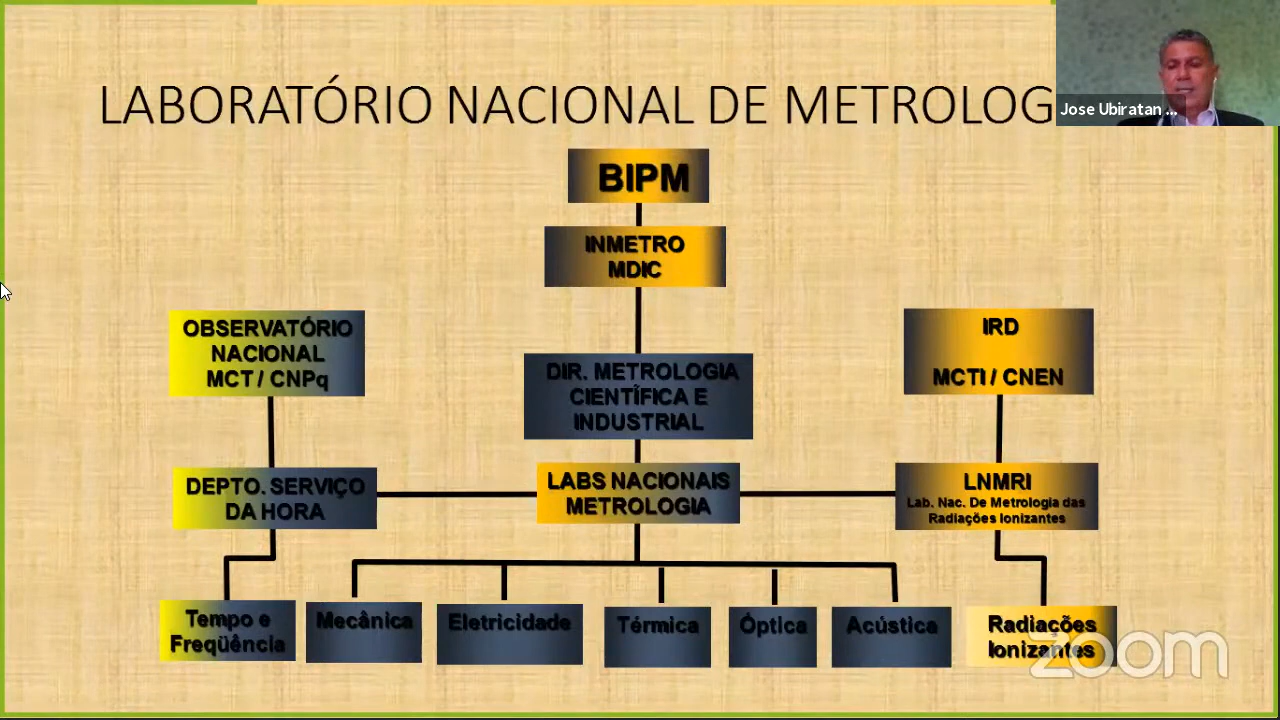 LABORATÓRIO NACIONAL DE METROLOG
Jose Ubiratan ...
BIPM
INMETRO
MDIC
OBSERVATÓRIO
NACIONAL
MCT / CNPq
DIR. METROLOGIA
CIENTÍFICA E
INDUSTRIAL
IRD
MCTI / CNEN
DEPTO. SERVIÇO
DA HORA
LABS NACIONAIS
METROLOGIA
LNMRI
Lab. Nac. De Metrologia das
Radiações Ionizantes
Tempo e
Freqüência
Mecânica
Eletricidade
Térmica
Óptica
Acústica
Radiações
Ionizantes
zoom